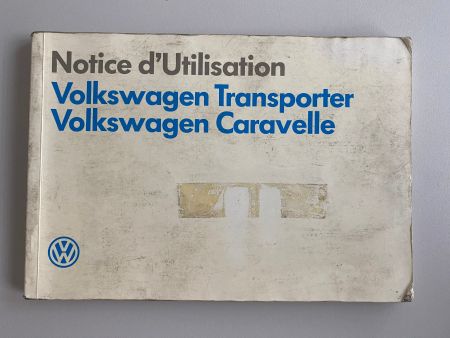 Notice d'Utilisation
Volkswagen Transporter
Volkswagen Caravelle
VW